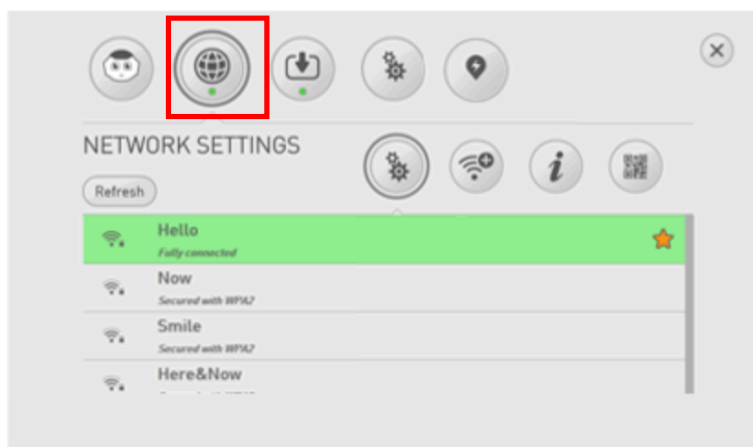 NETWORK SETTINGS
Refresh
Hello
Fully connected
Now
Secured with WPA2
Smile
Secured with WPA2
Here&Now